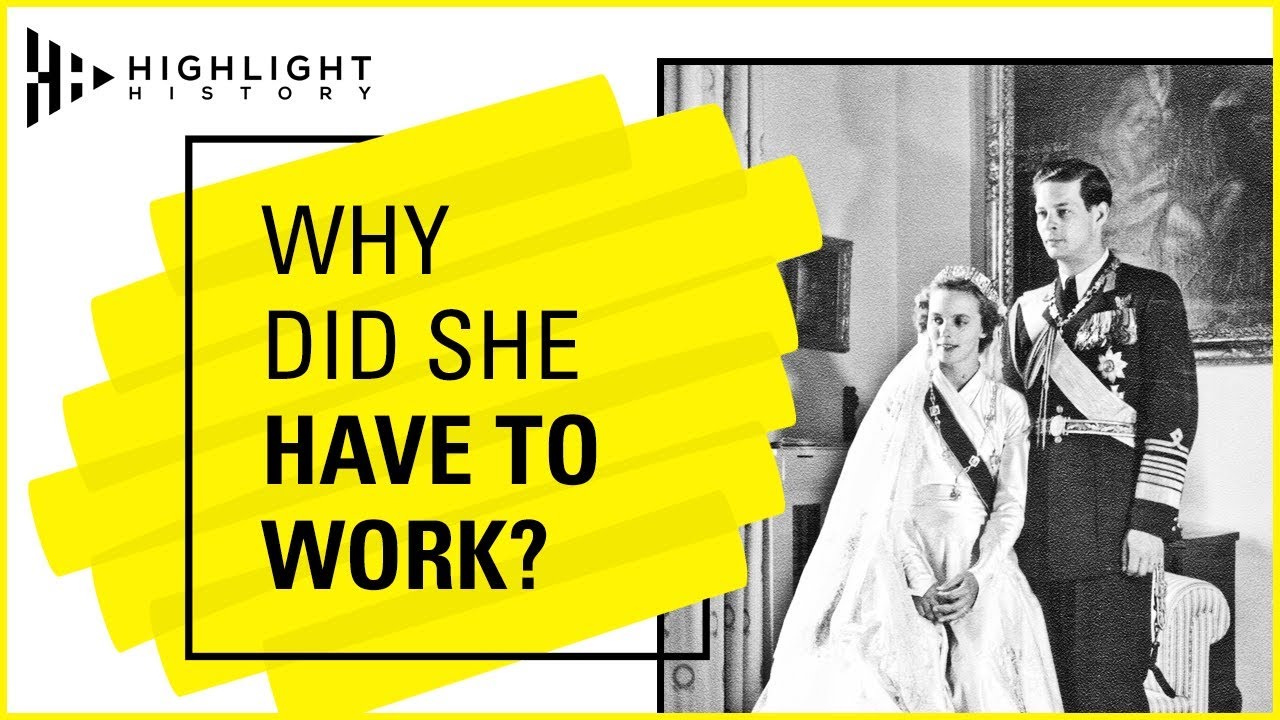 HIGHLIGHT
HISTORY
WHY
DID SHE
HAVE TO
WORK?